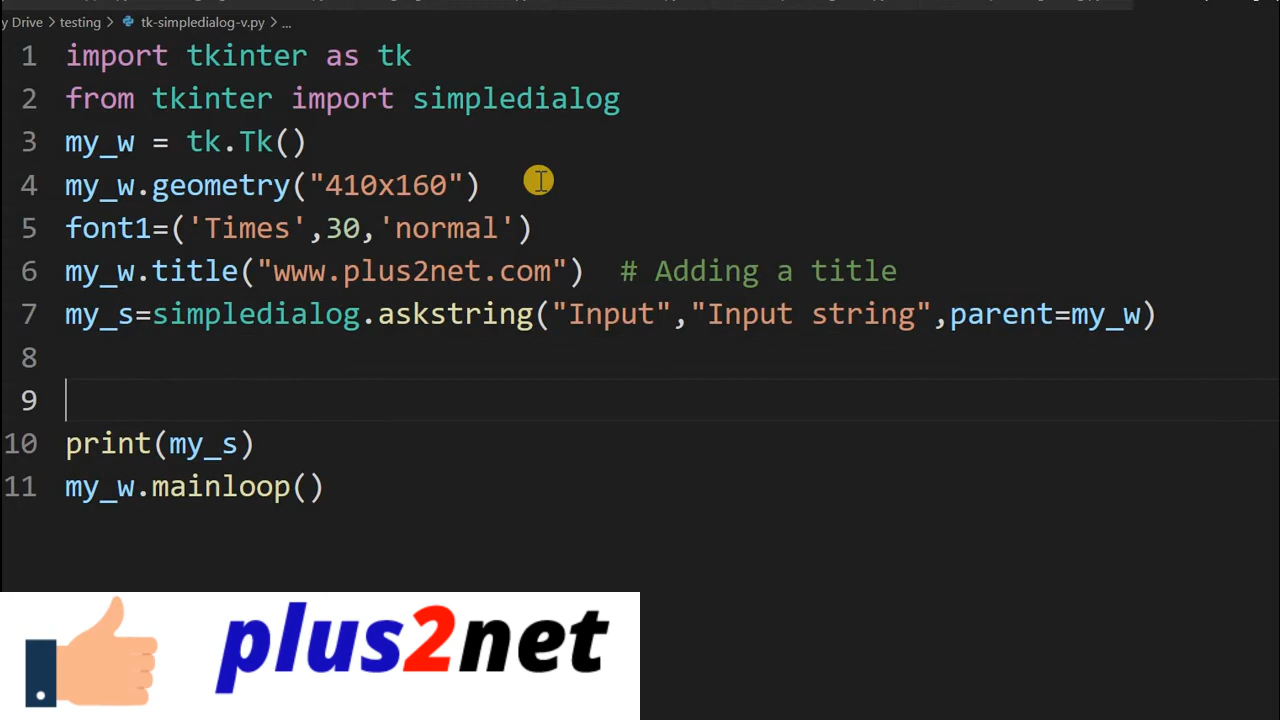 y Drive > testing > tk-simpledialog-v.py > ...
1 import tkinter as tk
2 from tkinter import simpledialog
3 my_w = tk.Tk()
4 my_w.geometry("410x160")
5 font1=('Times',30,'normal')
6 my_w.title("www.plus2net.com")  # Adding a title
7 my_s=simpledialog.askstring("Input","Input string",parent=my_w)
8
9
10 print(my_s)
11 my_w.mainloop()
plus2net